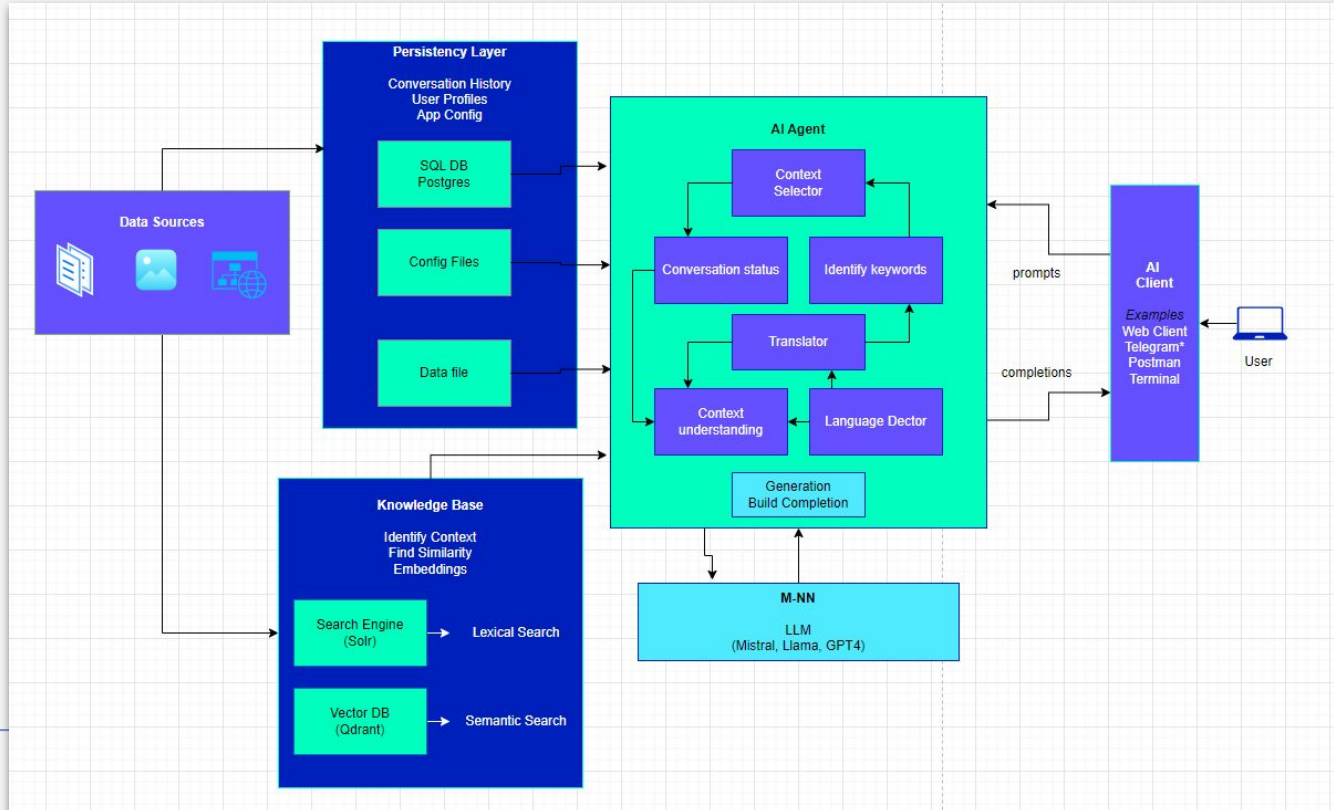 Persistency Layer
Conversation History
User Profiles
App Config
SQL DB
Postgres
Config Files
Data file
Data Sources
Knowledge Base
Identify Context
Find Similarity
Embeddings
Search Engine
(Solr)
Lexical Search
Vector DB
(Qdrant)
Semantic Search
AI Agent
Context
Selector
Conversation status
Identify keywords
Translator
Context
understanding
Language Dector
Generation
Build Completion
M-NN
LLM
(Mistral, Llama, GPT4)
prompts
completions
AI
Client
Examples
Web Client
Telegram*
Postman
Terminal
User